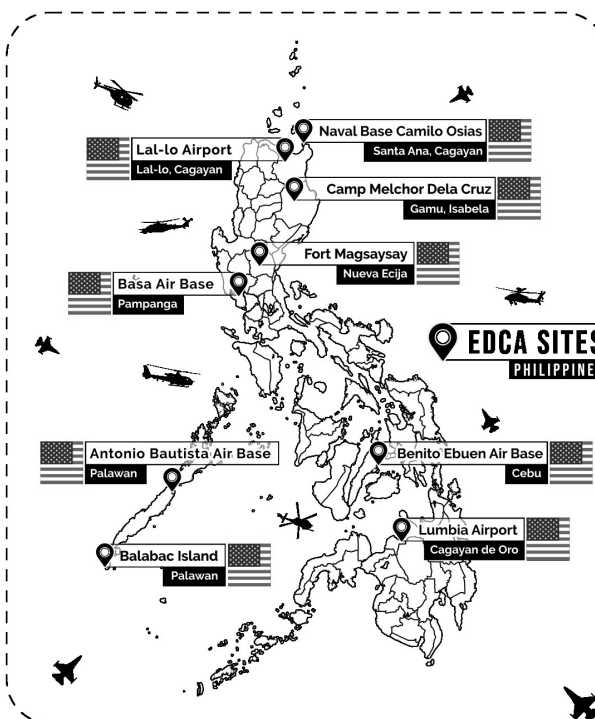 Naval Base Camilo Osias
Santa Ana, Cagayan
Lal-lo Airport
Lal-lo, Cagayan
Camp Melchor Dela Cruz
Gamu, Isabela
Fort Magsaysay
Nueva Ecija
Basa Air Base
Pampanga
EDCA SITES
PHILIPPINE
Antonio Bautista Air Base
Palawan
Benito Ebuen Air Base
Cebu
Lumbia Airport
Cagayan de Oro
Balabac Island
Palawan